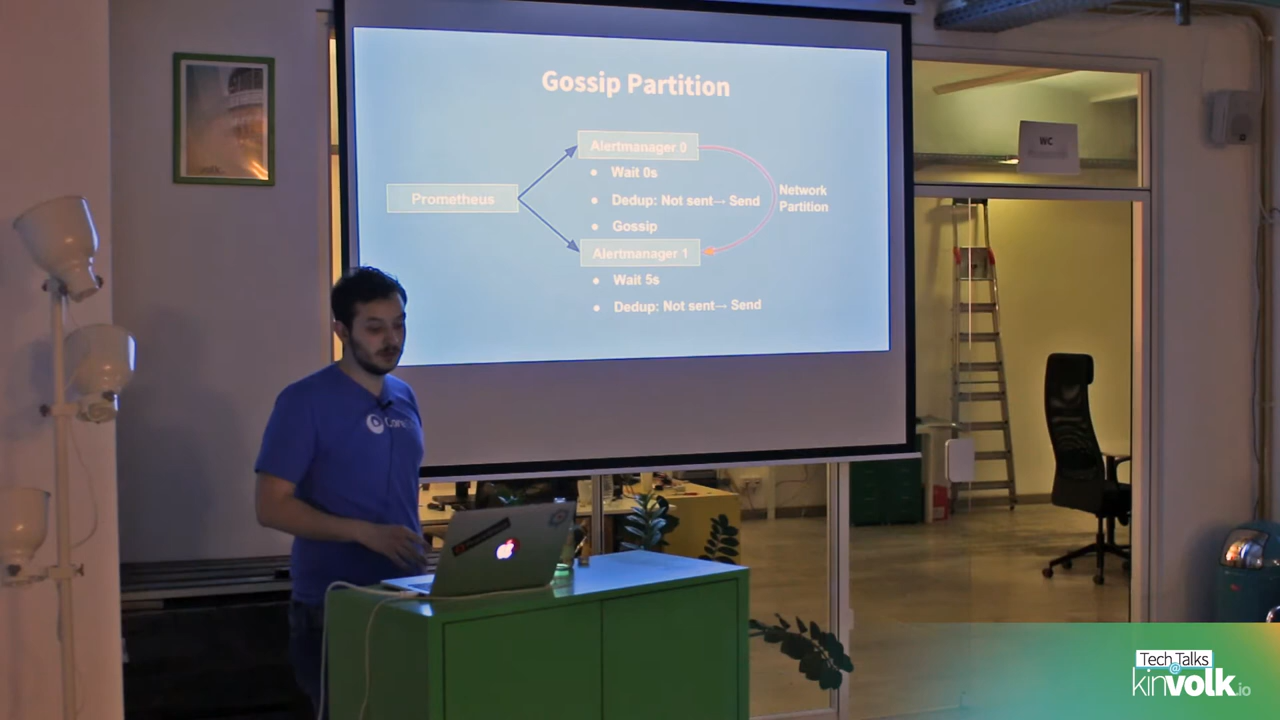 Gossip Partition
Prometheus
Alertmanager 0
● Wait 0s
● Dedup: Not sent→ Send
● Gossip
Network
Partition
Alertmanager 1
● Wait 5s
● Dedup: Not sent→ Send
WC
Tech Talks
@
kinvolk.io